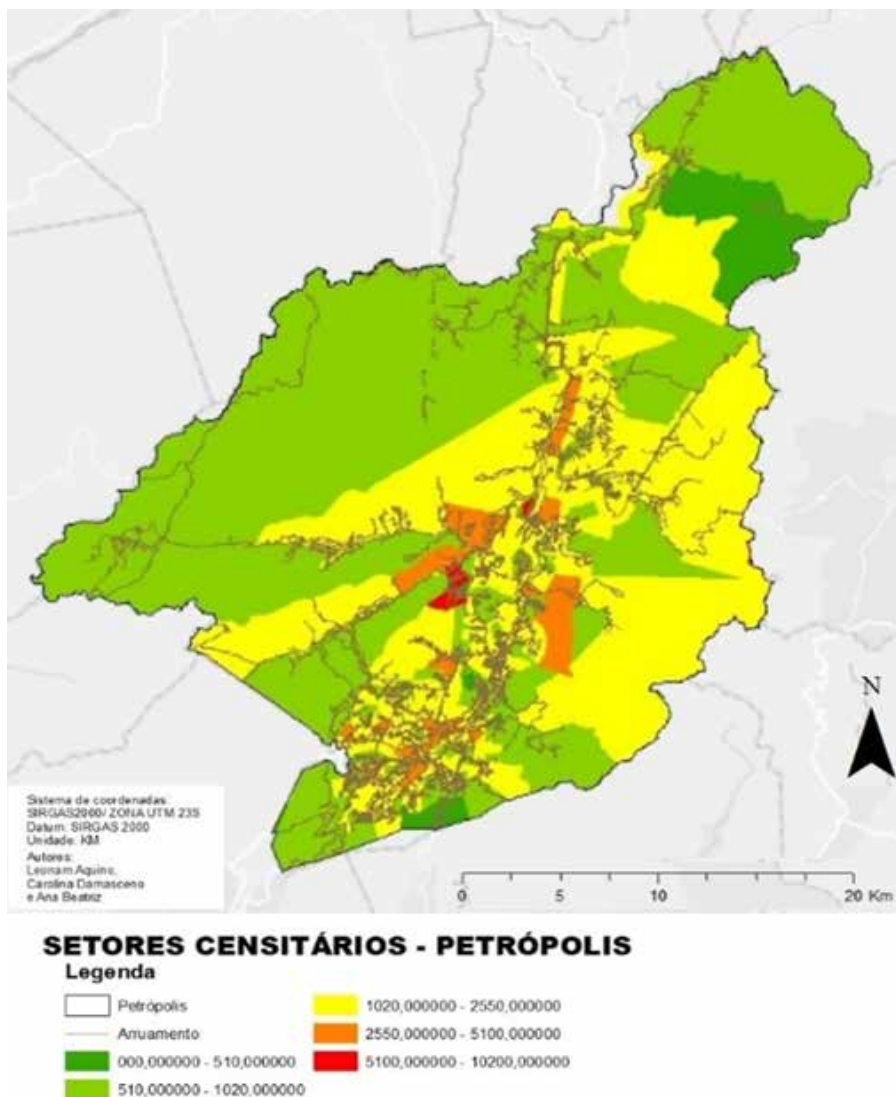 N
Sistema de coordenadas:
SIRGAS2000/ ZONA UTM 23S
Datum: SIRGAS 2000
Unidade: KM
Autores:
Leonam Aquino,
Carolina Damasceno
e Ana Beatriz
0 5 10 20 Km
SETORES CENSITÁRIOS - PETRÓPOLIS
Legenda
Petrópolis
Arruamento
000,000000 - 510,000000
510,000000 - 1020,000000
1020,000000 - 2550,000000
2550,000000 - 5100,000000
5100,000000 - 10200,000000